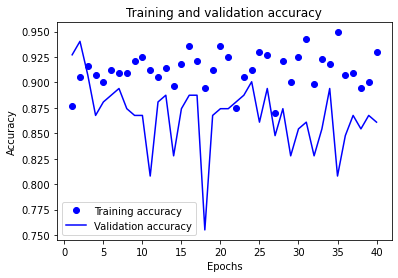 Training and validation accuracy
0.950
0.925
0.900
0.875
0.850
0.825
0.800
0.775
0.750
Accuracy
Training accuracy
Validation accuracy
0 5 10 15 20 25 30 35 40
Epochs